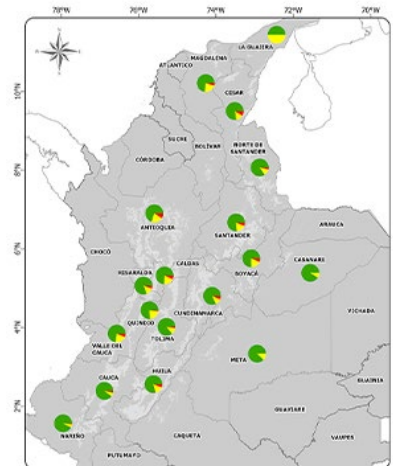 78°W 76°W 74°W 72°W 70°W
LA GUAJIRA
MAGDALENA
ATLANTICO
CESAR
10°N
SUCRE
BOLÍVAR
NORTE DE
SANTANDER
CÓRDOBA
8°N
ANTIOQUIA
SANTANDER
ARAUCA
6°N
CHOCÓ
CALDAS
RISARALDA
BOYACÁ
CASANARE
CUNDINAMARCA
QUINDIO
TOLIMA
VICHADA
4°N
VALLE DEL
CAUCA
META
HUILA
CAUCA
GUAINIA
2°N
GUAVIARE
NARIÑO
CAQUETA
VAUPES
PUTUMAYO